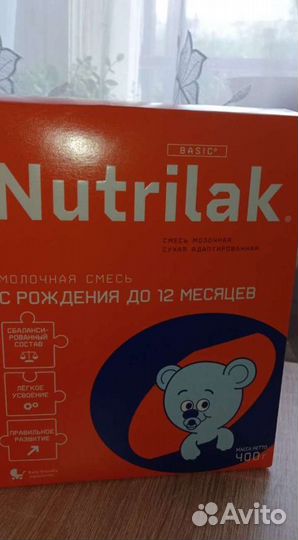 BASIC®
Nutrilak®
СМЕСЬ МОЛОЧНАЯ
СУХАЯ АДАПТИРОВАННАЯ
МОЛОЧНАЯ СМЕСЬ
С РОЖДЕНИЯ ДО 12 МЕСЯЦЕВ
СБАЛАНСИ-
РОВАННЫЙ
СОСТАВ
ЛЁГКОЕ
УСВОЕНИЕ
ПРАВИЛЬНОЕ
РАЗВИТИЕ
МАССА НЕТТО
400 г
Avito